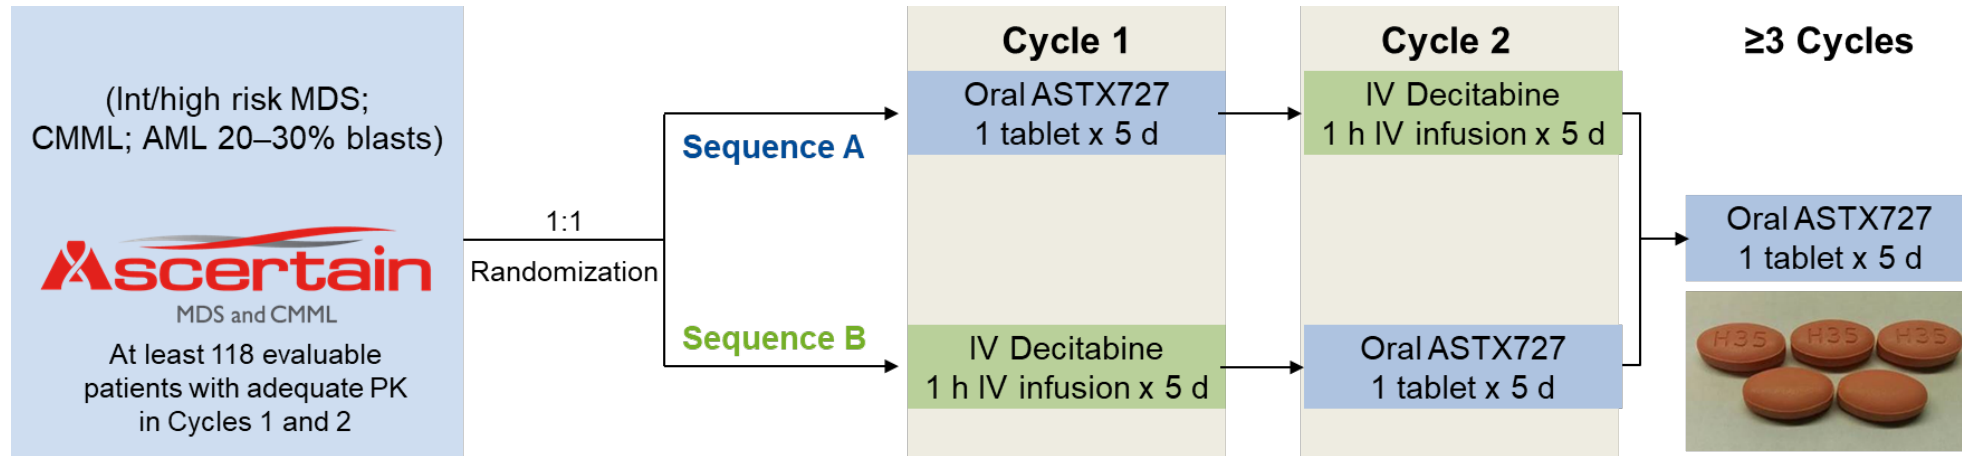 (Int/high risk MDS;
CMML; AML 20–30% blasts)
Ascertain
MDS and CMML
At least 118 evaluable
patients with adequate PK
in Cycles 1 and 2
1:1
Randomization
Sequence A
Sequence B
Cycle 1
Oral ASTX727
1 tablet x 5 d
IV Decitabine
1 h IV infusion x 5 d
Cycle 2
IV Decitabine
1 h IV infusion x 5 d
Oral ASTX727
1 tablet x 5 d
≥3 Cycles
Oral ASTX727
1 tablet x 5 d
H35 H35 H35